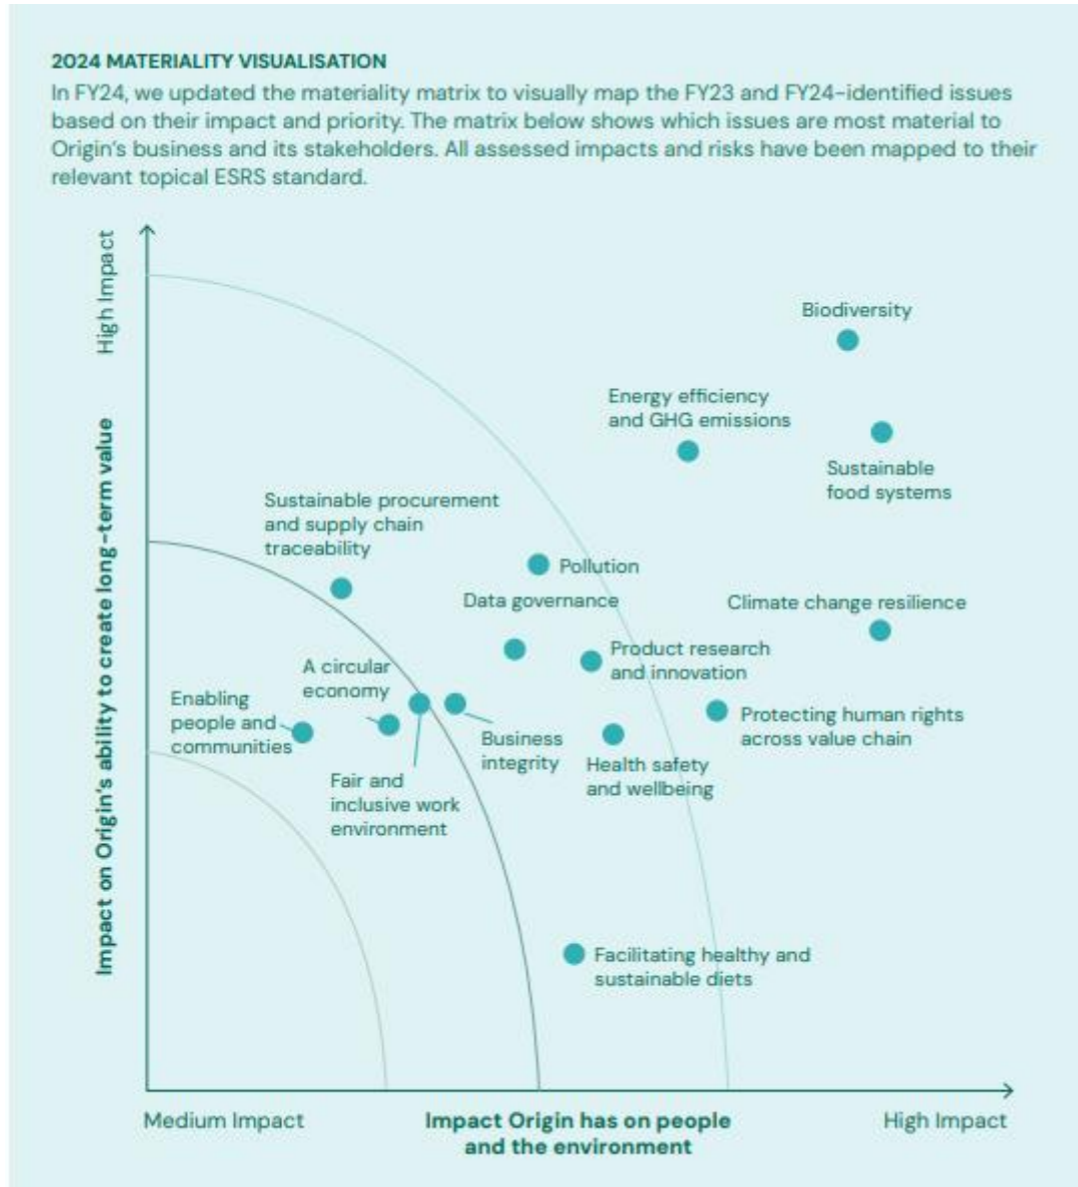 2024 MATERIALITY VISUALISATION
In FY24, we updated the materiality matrix to visually map the FY23 and FY24-identified issues
based on their impact and priority. The matrix below shows which issues are most material to
Origin's business and its stakeholders. All assessed impacts and risks have been mapped to their
relevant topical ESRS standard.
High Impact
Impact on Origin's ability to create long-term value
Biodiversity
Energy efficiency
and GHG emissions
Sustainable
food systems
Sustainable procurement
and supply chain
traceability
Pollution
Data governance
Climate change resilience
Product research
and innovation
A circular
economy
Enabling
people and
communities
Protecting human rights
across value chain
Business
integrity
Health safety
and wellbeing
Fair and
inclusive work
environment
Facilitating healthy and
sustainable diets
Medium Impact
Impact Origin has on people
and the environment
High Impact